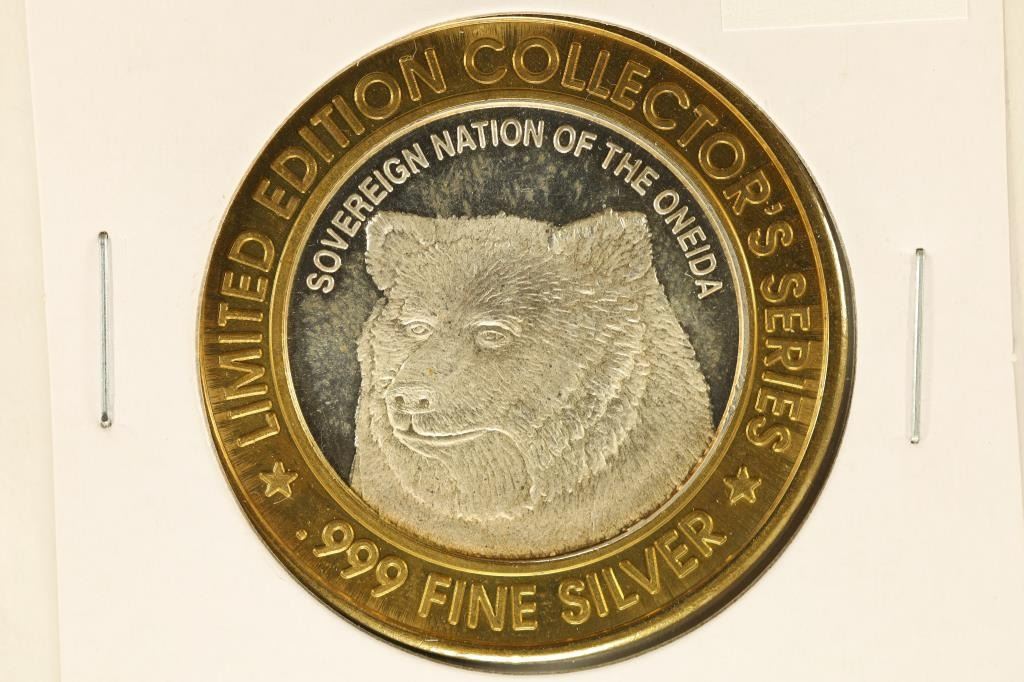 LIMITED EDITION COLLECTOR'S SERIES
SOVEREIGN NATION OF THE ONEIDA
.999 FINE SILVER